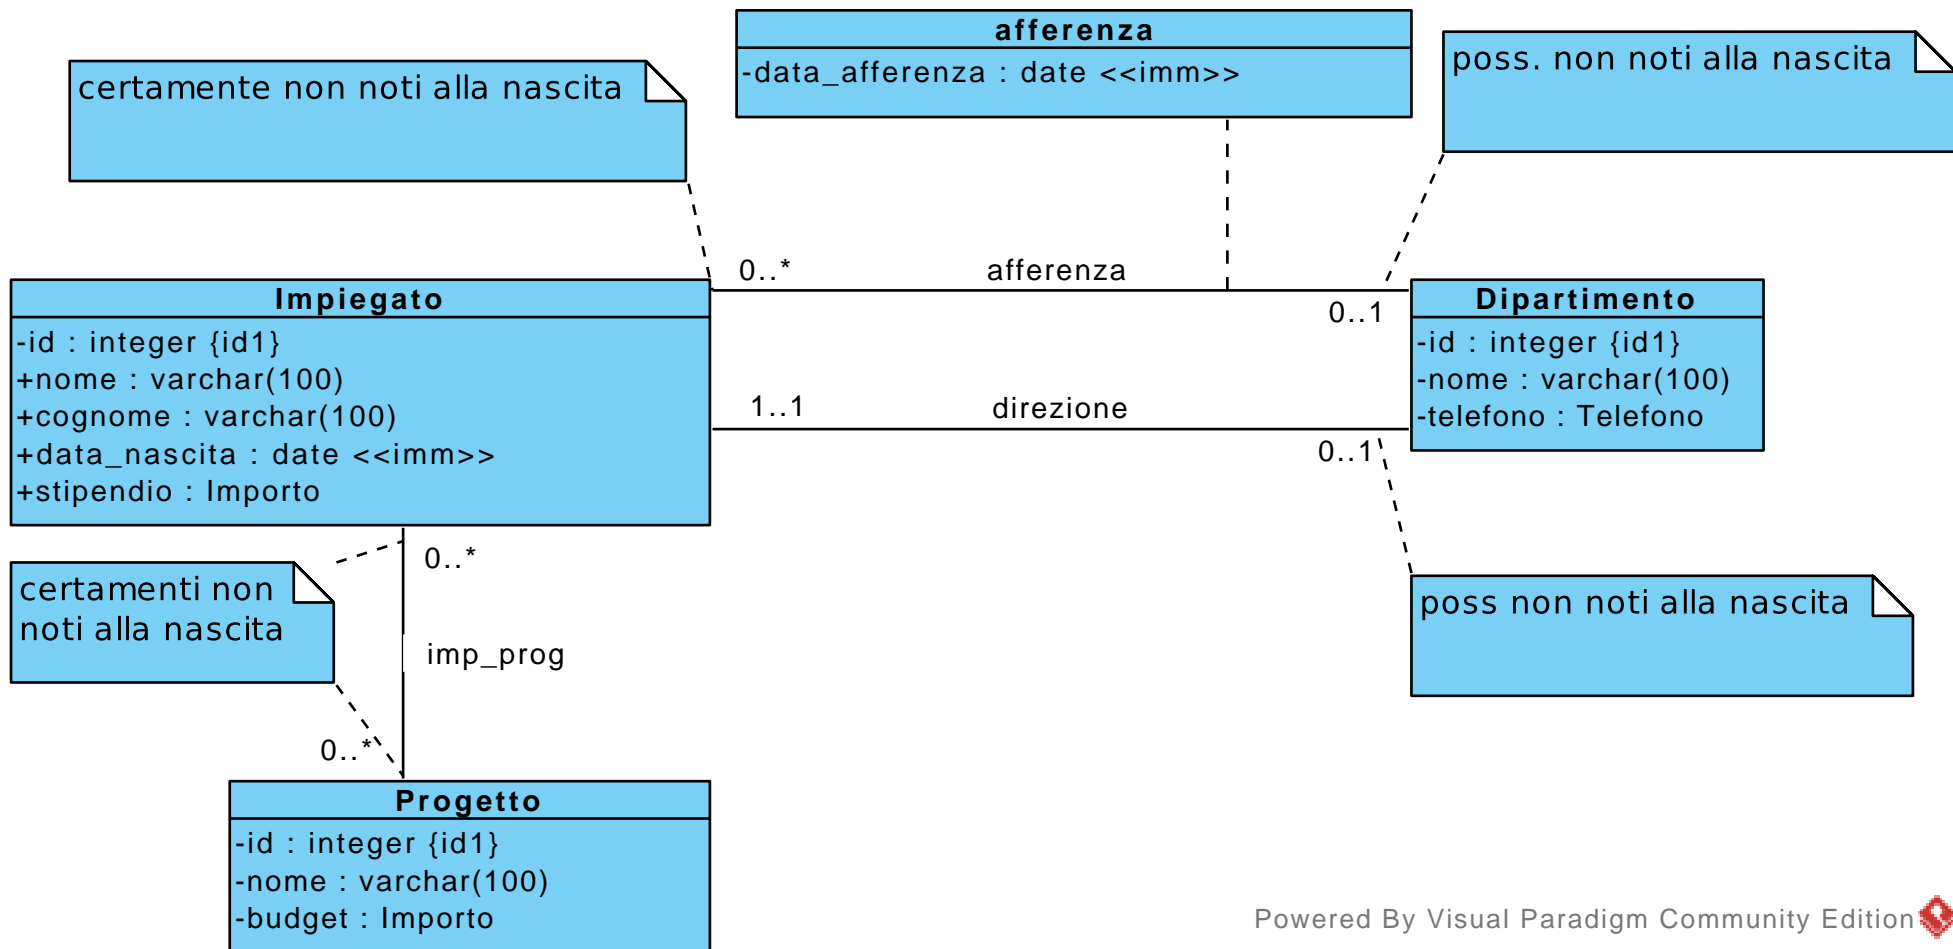 afferenza
-data_afferenza : date <<imm>>
certamente non noti alla nascita
poss. non noti alla nascita
0..*
afferenza
0..1
Impiegato
-id : integer {id1}
+nome : varchar(100)
+cognome : varchar(100)
+data_nascita : date <<imm>>
+stipendio : Importo
Dipartimento
-id : integer {id1}
-nome : varchar(100)
-telefono : Telefono
1..1
direzione
0..1
certamenti non
noti alla nascita
0..*
imp_prog
0..*
poss non noti alla nascita
Progetto
-id : integer {id1}
-nome : varchar(100)
-budget : Importo
Powered By Visual Paradigm Community Edition